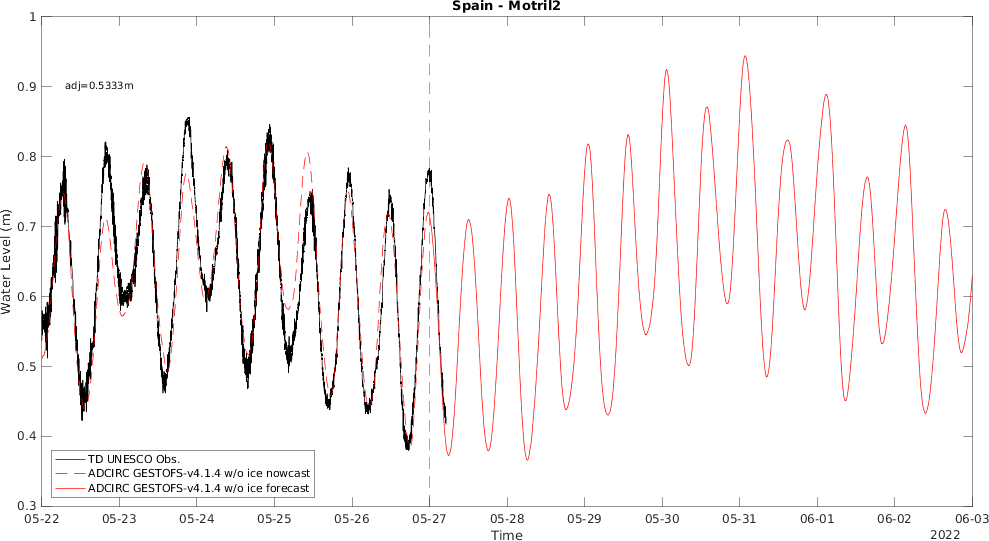 Spain - Motril2
1
0.9
0.8
0.7
0.6
0.5
0.4
0.3
Water Level (m)
adj=0.5333m
TD UNESCO Obs.
ADCIRC GESTOFS-v4.1.4 w/o ice nowcast
ADCIRC GESTOFS-v4.1.4 w/o ice forecast
05-22 05-23 05-24 05-25 05-26 05-27 05-28 05-29 05-30 05-31 06-01 06-02 06-03
Time
2022